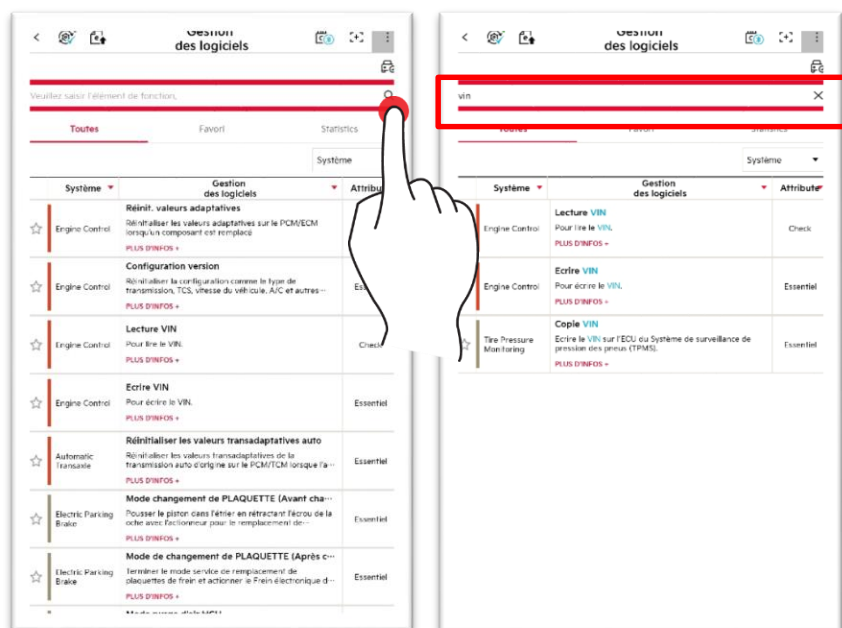 Gestion
des logiciels
Veuillez saisir l'élément de fonction,
Toutes Favori Statistics
Système
Système Gestion
des logiciels
Attribu
Réinit. valeurs adaptatives
Engine Control
Réinitialiser les valeurs adaptatives sur le PCM/ECM
lorsqu'un composant est remplacé
PLUS D'INFOS +
Configuration version
Engine Control
Réinitialiser la configuration comme le type de
transmission, TCS, vitesse du véhicule, A/C et autres···
Es
PLUS D'INFOS +
Lecture VIN
Engine Control
Pour lire le VIN.
Check
PLUS D'INFOS +
Ecrire VIN
Engine Control
Pour écrire le VIN.
Essentiel
PLUS D'INFOS +
Réinitialiser les valeurs transadaptatives auto
Automatic
Transaxle
Réinitialiser les valeurs transadaptatives de la
transmission auto d'origine sur le PCM/TCM lorsque l'a···
Essentiel
PLUS D'INFOS +
Mode changement de PLAQUETTE (Avant cha···
Electric Parking
Brake
Pousser le piston dans l'étrier en rétractant l'écrou de la
oche avec l'actionneur pour le remplacement de···
Essentiel
PLUS D'INFOS +
Mode de changement de PLAQUETTE (Après c···
Electric Parking
Brake
Terminer le mode service de remplacement de
plaquettes de frein et actionner le Frein électronique d···
Essentiel
PLUS D'INFOS +
Gestion
des logiciels
vin
Toutes Favori Statistics
Système
Système Gestion
des logiciels
Attribute
Lecture VIN
Engine Control
Pour lire le VIN.
Check
PLUS D'INFOS +
Ecrire VIN
Engine Control
Pour écrire le VIN.
Essentiel
PLUS D'INFOS +
Copie VIN
Tire Pressure
Monitoring
Ecrire le VIN sur l'ECU du Système de surveillance de
pression des pneus (TPMS).
Essentiel
PLUS D'INFOS +